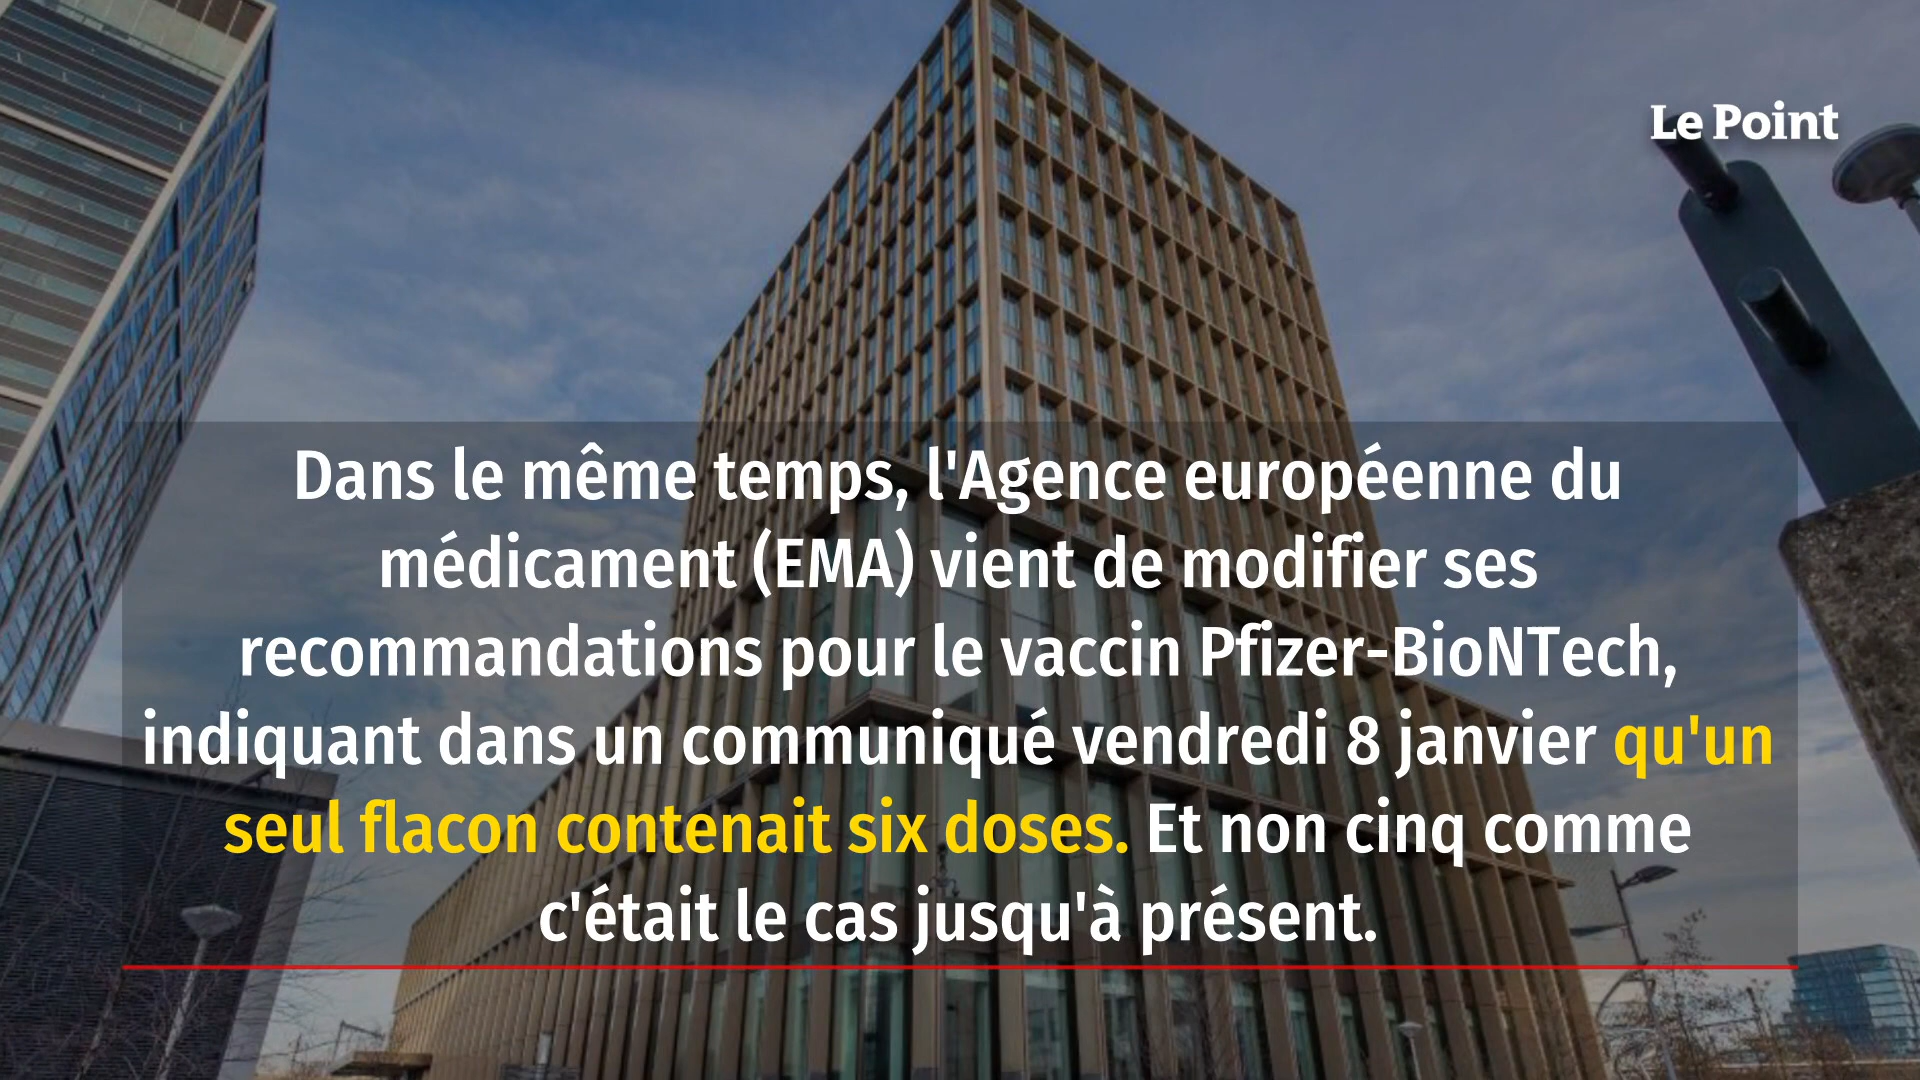 Le Point
Dans le même temps, l'Agence européenne du
médicament (EMA) vient de modifier ses
recommandations pour le vaccin Pfizer-BioNTech,
indiquant dans un communiqué vendredi 8 janvier qu'un
seul flacon contenait six doses. Et non cinq comme
c'était le cas jusqu'à présent.